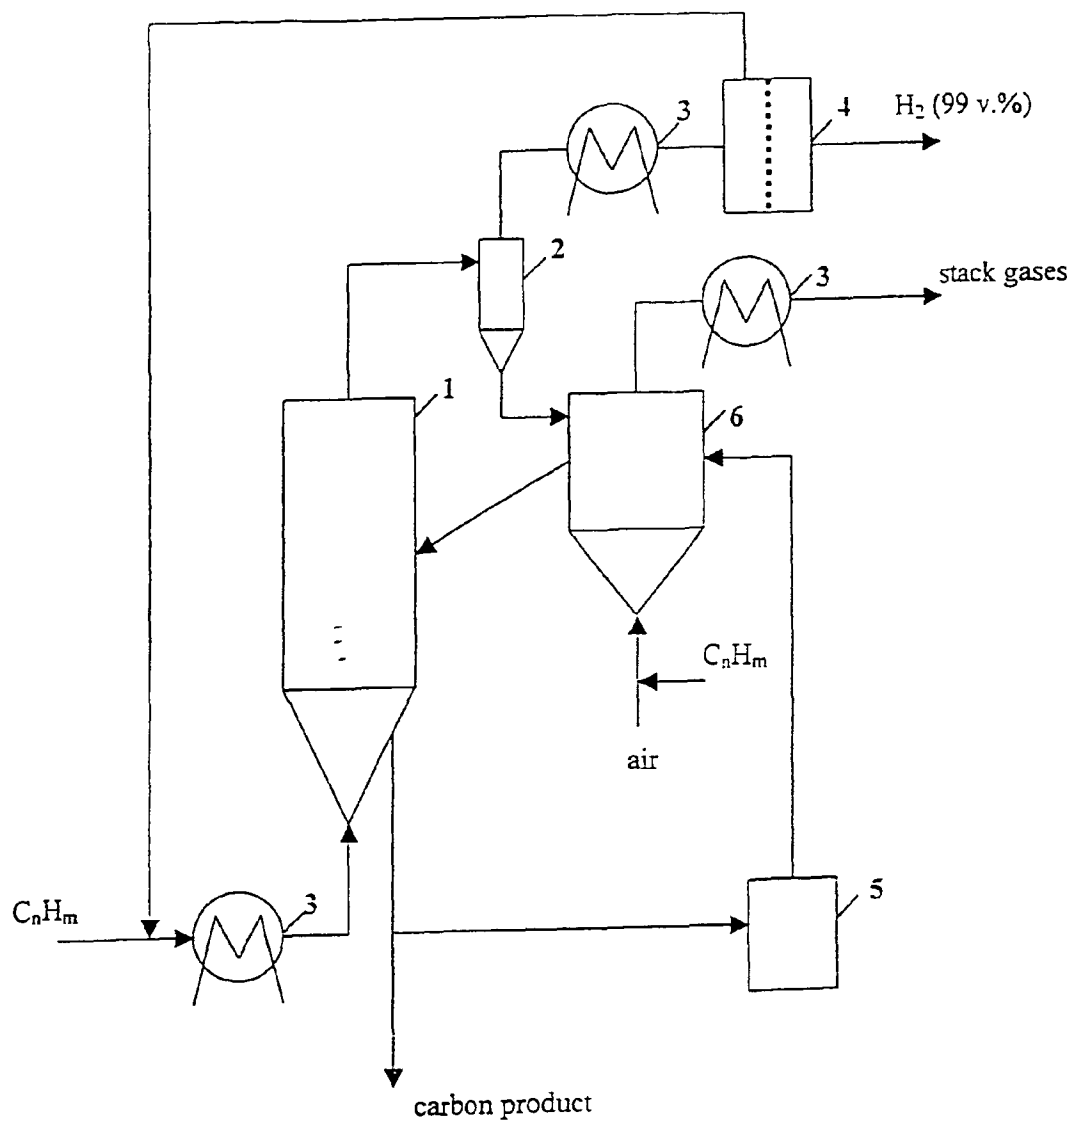 H₂ (99 v.%)
3
4
2
3
stack gases
1
6
CₙHₘ
air
5
CₙHₘ
3
carbon product